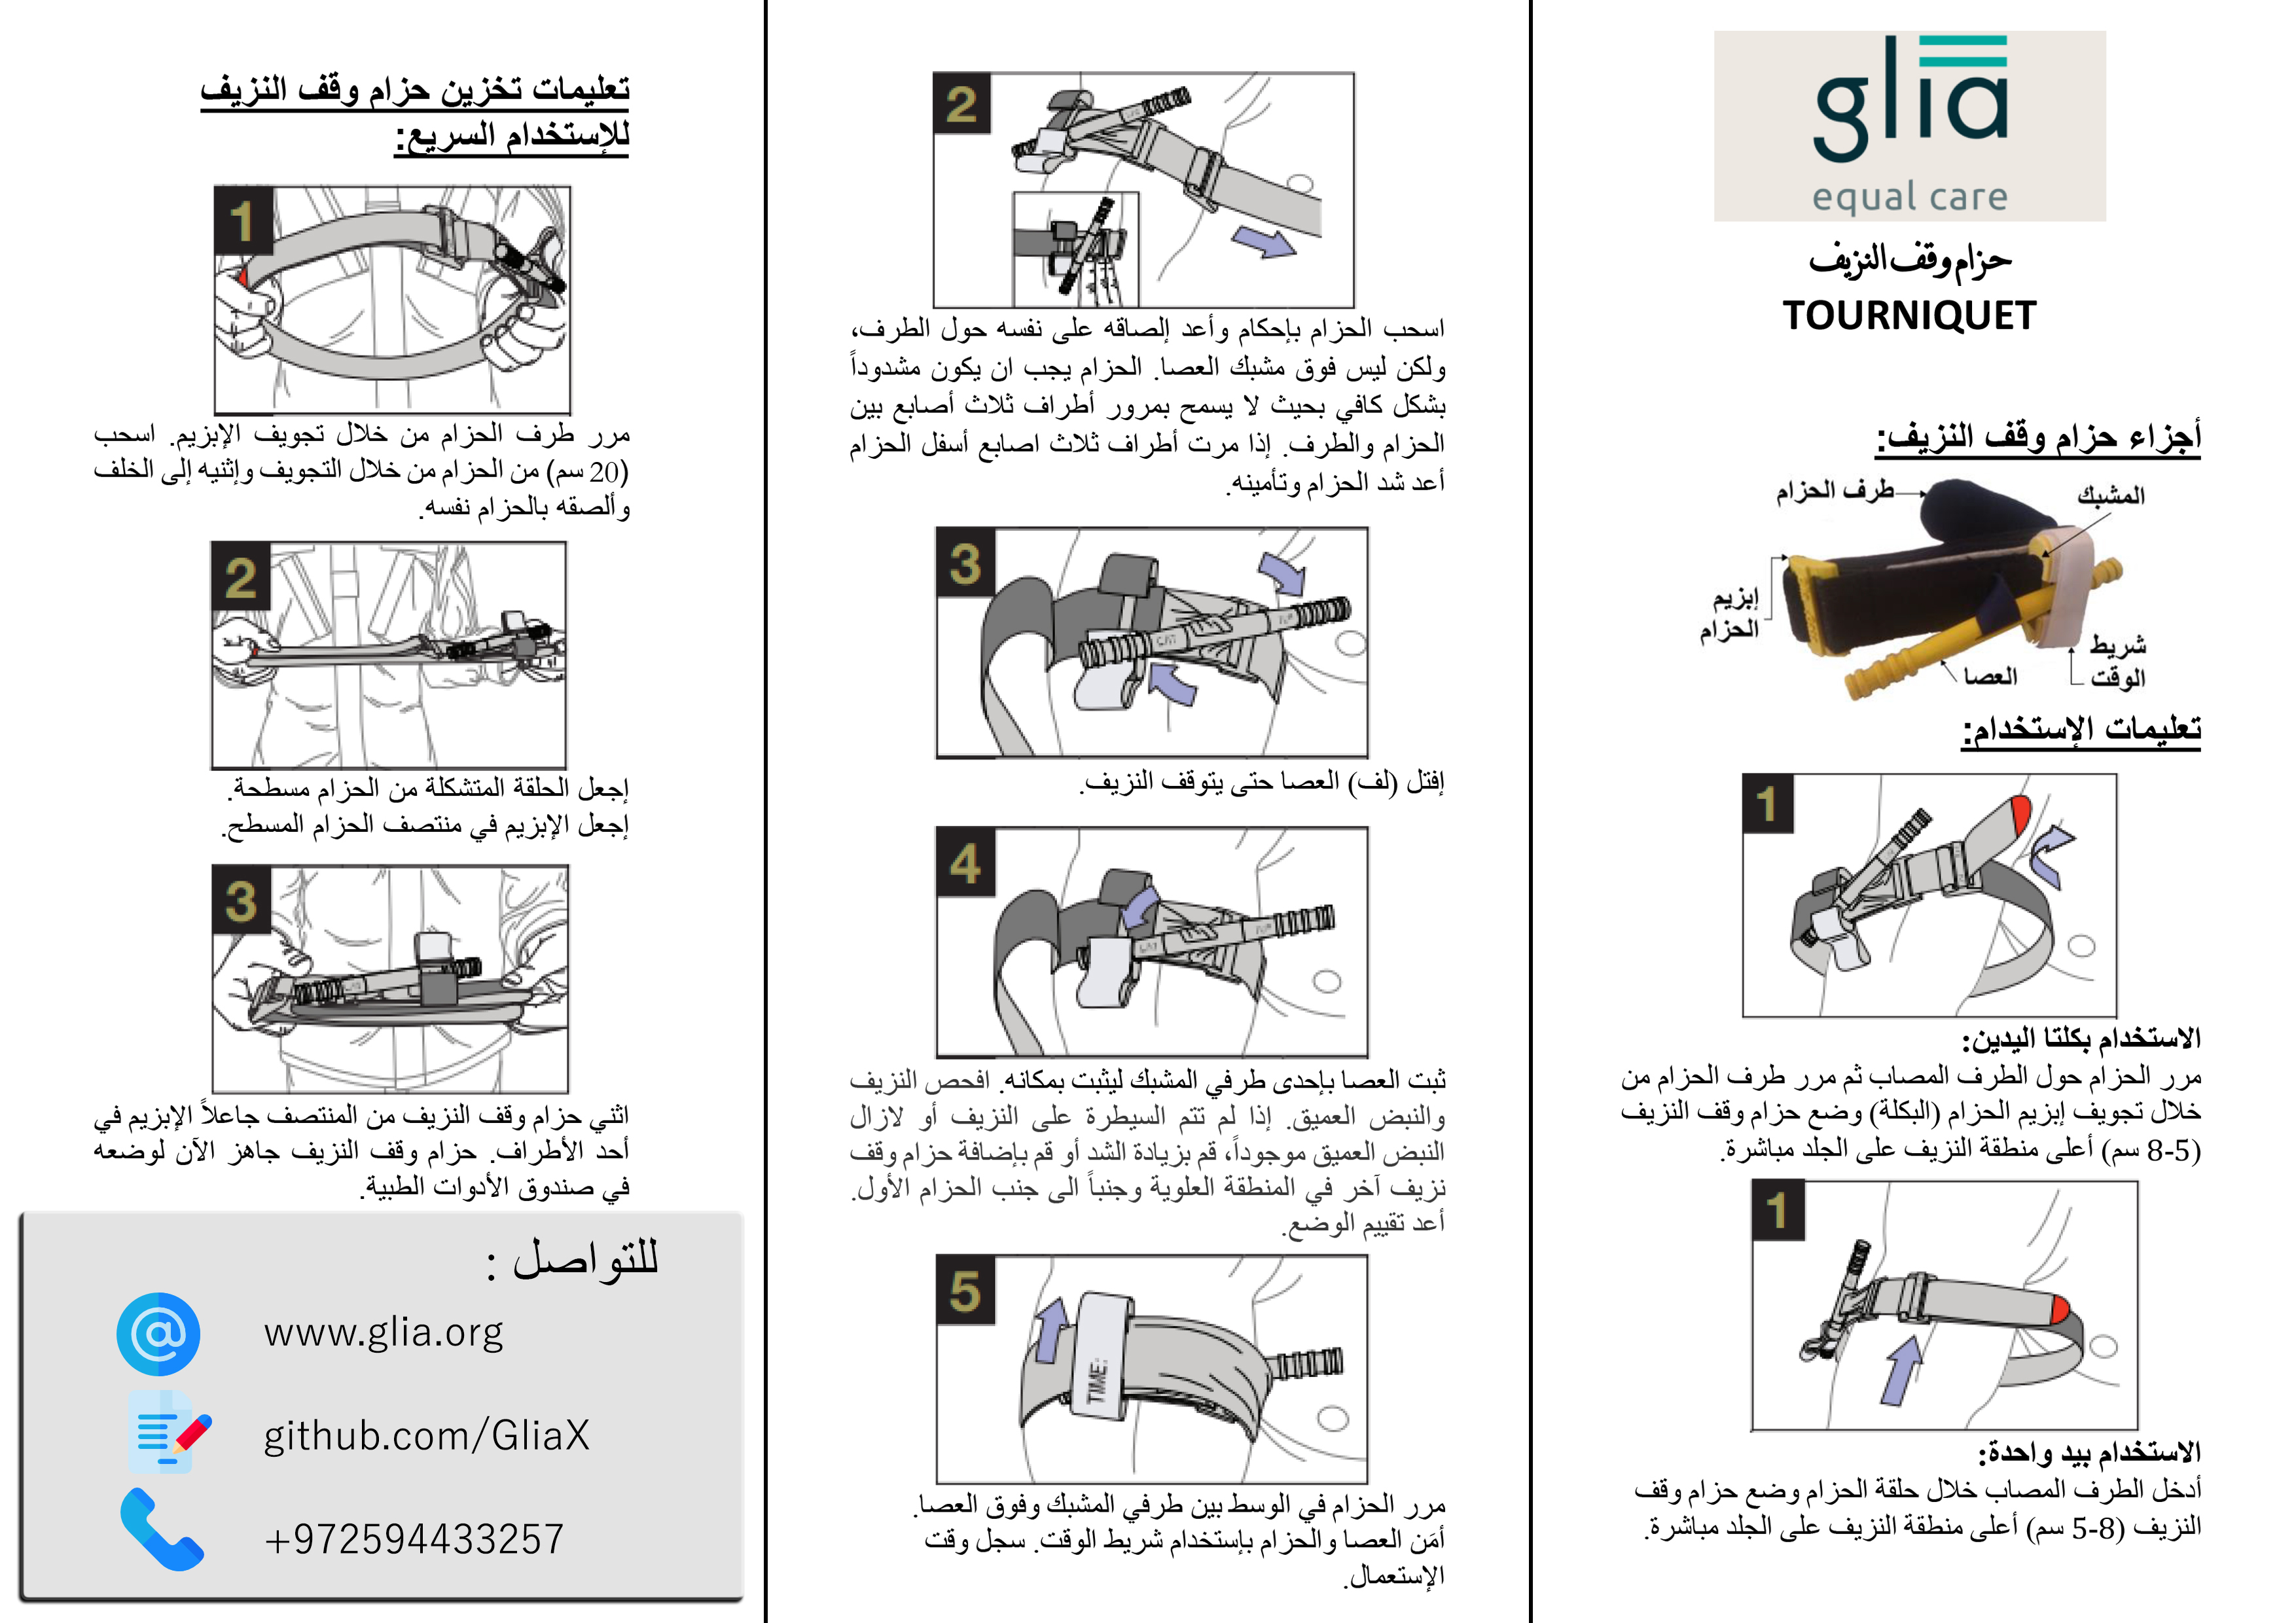 glia
equal care
حزام وقف النزيف
TOURNIQUET
أجزاء حزام وقف النزيف:
طرف الحزام
المشبك
إبزيم
الحزام
شريط
الوقت
العصا
تعليمات الإستخدام:
1
الاستخدام بكلتا اليدين:
مرر الحزام حول الطرف المصاب ثم مرر طرف الحزام من
خلال تجويف إبزيم الحزام (البكلة) وضع حزام وقف النزيف
(5-8 سم) أعلى منطقة النزيف على الجلد مباشرة.
1
الاستخدام بيد واحدة:
أدخل الطرف المصاب خلال حلقة الحزام وضع حزام وقف
النزيف (8-5 سم) أعلى منطقة النزيف على الجلد مباشرة.
2
اسحب الحزام بإحكام وأعد إلصاقه على نفسه حول الطرف،
ولكن ليس فوق مشبك العصا. الحزام يجب ان يكون مشدوداً
بشكل كافي بحيث لا يسمح بمرور أطراف ثلاث أصابع بين
الحزام والطرف. إذا مرت أطراف ثلاث اصابع أسفل الحزام
أعد شد الحزام وتأمينه.
3
CAT
إفتل (لف) العصا حتى يتوقف النزيف.
4
CAT
ثبت العصا بإحدى طرفي المشبك ليثبت بمكانه. افحص النزيف
والنبض العميق. إذا لم تتم السيطرة على النزيف أو لازال
النبض العميق موجوداً، قم بزيادة الشد أو قم بإضافة حزام وقف
نزيف آخر في المنطقة العلوية وجنباً الى جنب الحزام الأول.
أعد تقييم الوضع.
5
TIME:
مرر الحزام في الوسط بين طرفي المشبك وفوق العصا.
أمَن العصا والحزام بإستخدام شريط الوقت. سجل وقت
الإستعمال.
تعليمات تخزين حزام وقف النزيف
للإستخدام السريع:
1
مرر طرف الحزام من خلال تجويف الإبزيم. اسحب
(20 سم) من الحزام من خلال التجويف وإثنيه إلى الخلف
وألصقه بالحزام نفسه.
2
إجعل الحلقة المتشكلة من الحزام مسطحة.
إجعل الإبزيم في منتصف الحزام المسطح.
3
CAT
اثني حزام وقف النزيف من المنتصف جاعلاً الإبزيم في
أحد الأطراف. حزام وقف النزيف جاهز الآن لوضعه
في صندوق الأدوات الطبية.
للتواصل :
www.glia.org
github.com/GliaX
+972594433257